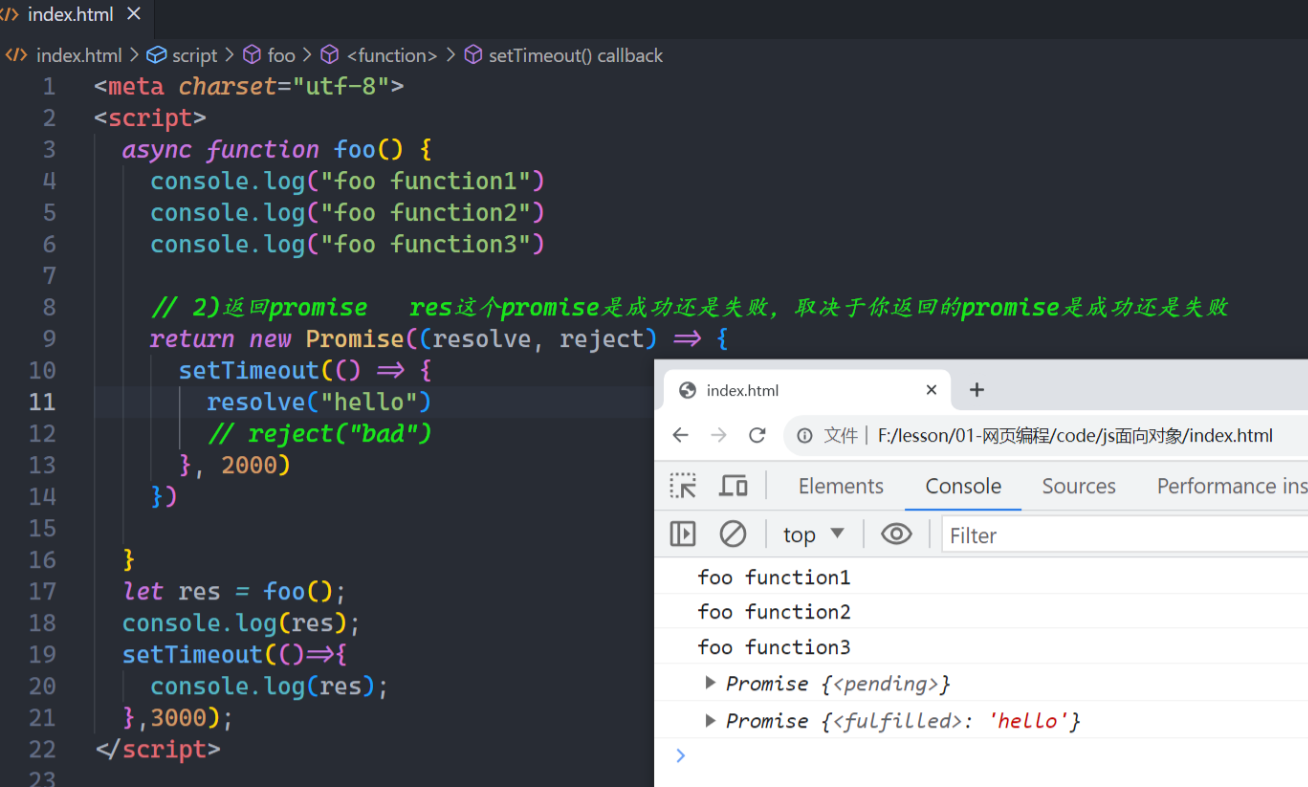 index.html
index.html > script > foo > <function> > setTimeout() callback
1 <meta charset="utf-8">
2 <script>
3 async function foo() {
4 console.log("foo function1")
5 console.log("foo function2")
6 console.log("foo function3")
7
8 // 2)返回promise res这个promise是成功还是失败，取决于你返回的promise是成功还是失败
9 return new Promise((resolve, reject) => {
10 setTimeout(() => {
11 resolve("hello")
12 // reject("bad")
13 }, 2000)
14 })
15
16 }
17 let res = foo();
18 console.log(res);
19 setTimeout(()=>{
20 console.log(res);
21 },3000);
22 </script>
23
index.html
文件 | F:/lesson/01-网页编程/code/js面向对象/index.html
Elements Console Sources Performance ins
top Filter
foo function1
foo function2
foo function3
Promise {<pending>}
Promise {<fulfilled>: 'hello'}